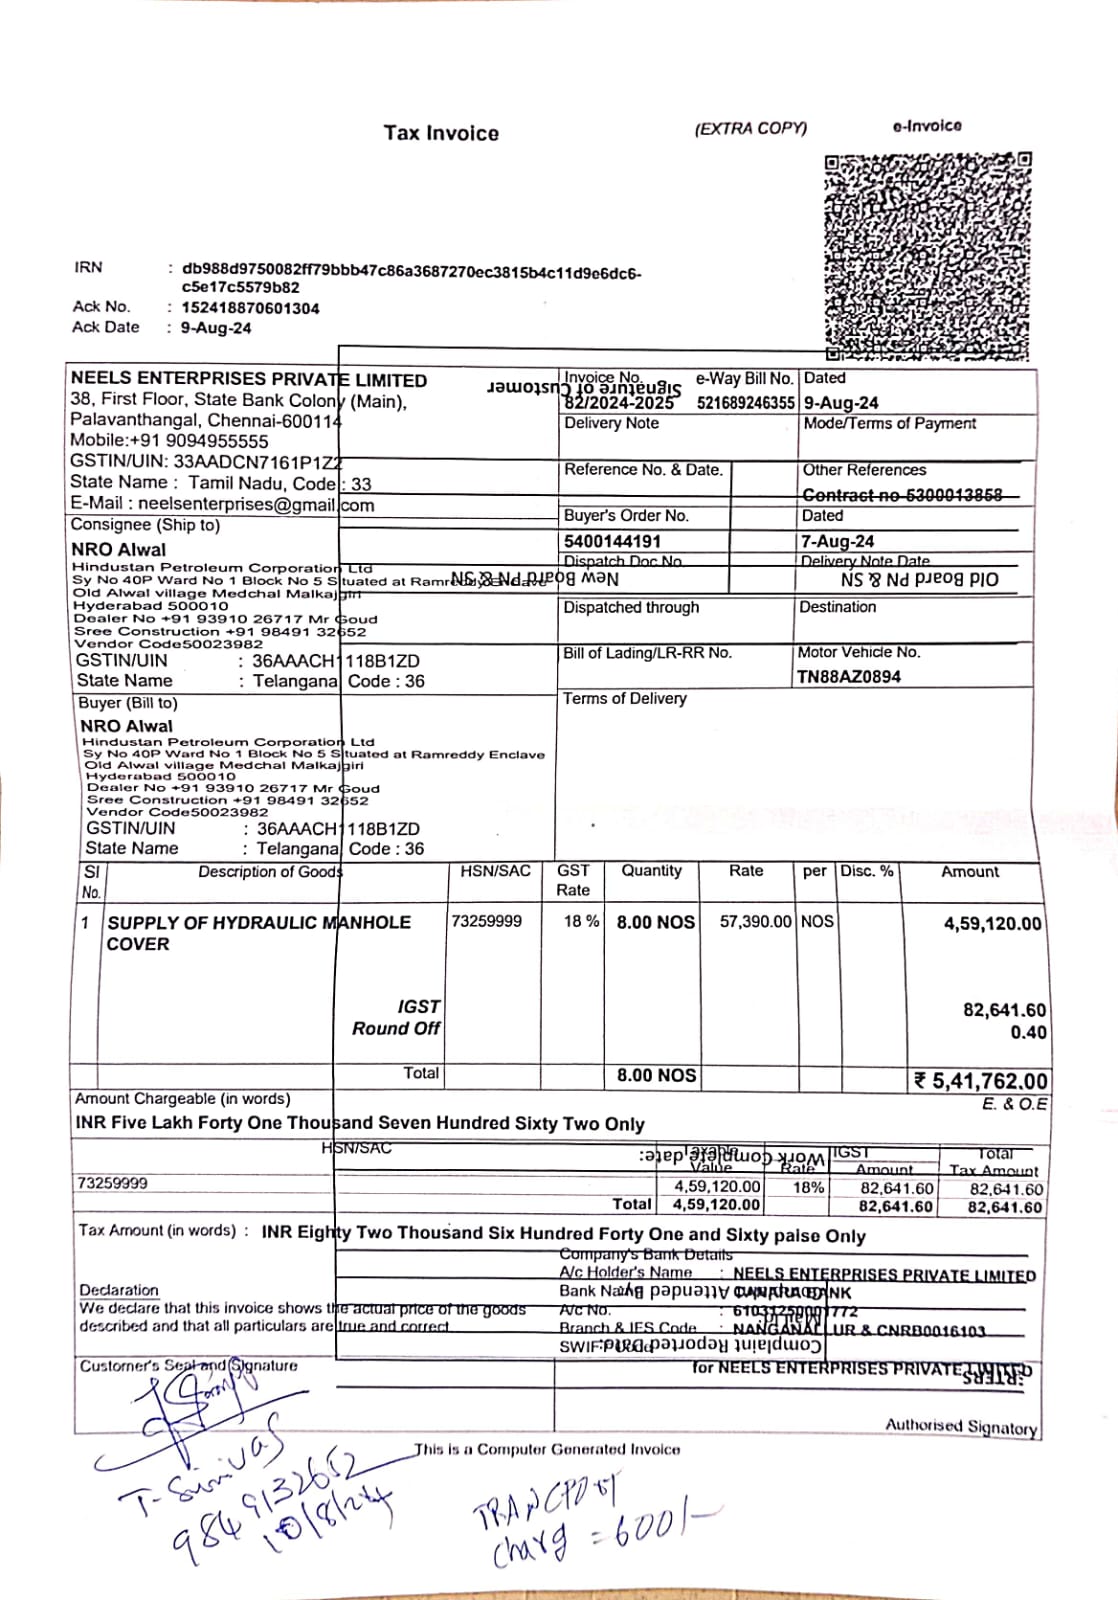 Tax Invoice
(EXTRA COPY)
e-Invoice
IRN : db988d9750082ff79bbb47c86a3687270ec3815b4c11d9e6dc6-
c5e17c5579b82
Ack No. : 152418870601304
Ack Date : 9-Aug-24
NEELS ENTERPRISES PRIVATE LIMITED
38, First Floor, State Bank Colony (Main),
Palavanthangal, Chennai-600114
Mobile:+91 9094955555
GSTIN/UIN: 33AADCN7161P1Z2
State Name : Tamil Nadu, Code : 33
E-Mail : neelsenterprises@gmail.com
Invoice No. e-Way Bill No. Dated
Signature of Customer
82/2024-2025 521689246355 9-Aug-24
Delivery Note Mode/Terms of Payment
Reference No. & Date. Other References
Contract no 5300013858
Buyer's Order No. Dated
5400144191 7-Aug-24
Dispatch Doc No. Delivery Note Date
New Board PN & SN Old Board PN & SN
Dispatched through Destination
Bill of Lading/LR-RR No. Motor Vehicle No.
TN88AZ0894
Terms of Delivery
Consignee (Ship to)
NRO Alwal
Hindustan Petroleum Corporation Ltd
Sy No 40P Ward No 1 Block No 5 Situated at Ramreddy Enclave
Old Alwal village Medchal Malkajgiri
Hyderabad 500010
Dealer No +91 93910 26717 Mr Goud
Sree Construction +91 98491 32652
Vendor Code50023982
GSTIN/UIN : 36AAACH1118B1ZD
State Name : Telangana, Code : 36
Buyer (Bill to)
NRO Alwal
Hindustan Petroleum Corporation Ltd
Sy No 40P Ward No 1 Block No 5 Situated at Ramreddy Enclave
Old Alwal village Medchal Malkajgiri
Hyderabad 500010
Dealer No +91 93910 26717 Mr Goud
Sree Construction +91 98491 32652
Vendor Code50023982
GSTIN/UIN : 36AAACH1118B1ZD
State Name : Telangana, Code : 36
Sl No. Description of Goods HSN/SAC GST Rate Quantity Rate per Disc. % Amount
1 SUPPLY OF HYDRAULIC MANHOLE 73259999 18 % 8.00 NOS 57,390.00 NOS 4,59,120.00
COVER
IGST 82,641.60
Round Off 0.40
Total 8.00 NOS ₹ 5,41,762.00
Amount Chargeable (in words) E. & O.E
INR Five Lakh Forty One Thousand Seven Hundred Sixty Two Only
HSN/SAC Taxable Value Rate IGST Amount Total Tax Amount
Work Complete date:
73259999 4,59,120.00 18% 82,641.60 82,641.60
Total 4,59,120.00 82,641.60 82,641.60
Tax Amount (in words) : INR Eighty Two Thousand Six Hundred Forty One and Sixty paise Only
Company's Bank Details
A/c Holder's Name : NEELS ENTERPRISES PRIVATE LIMITED
Bank Name : CANARA BANK
Attended By
A/c No. :
Branch & IFS Code : NANGANALLUR & CNRB0016103
Complaint Reported Date:
Declaration
We declare that this invoice shows the actual price of the goods
described and that all particulars are true and correct
Customer's Seal and Signature
for NEELS ENTERPRISES PRIVATE LIMITED
Authorised Signatory
This is a Computer Generated Invoice
T. Srinivas
9849132652
10/8/24
TRANCPORT
charg = 600/-